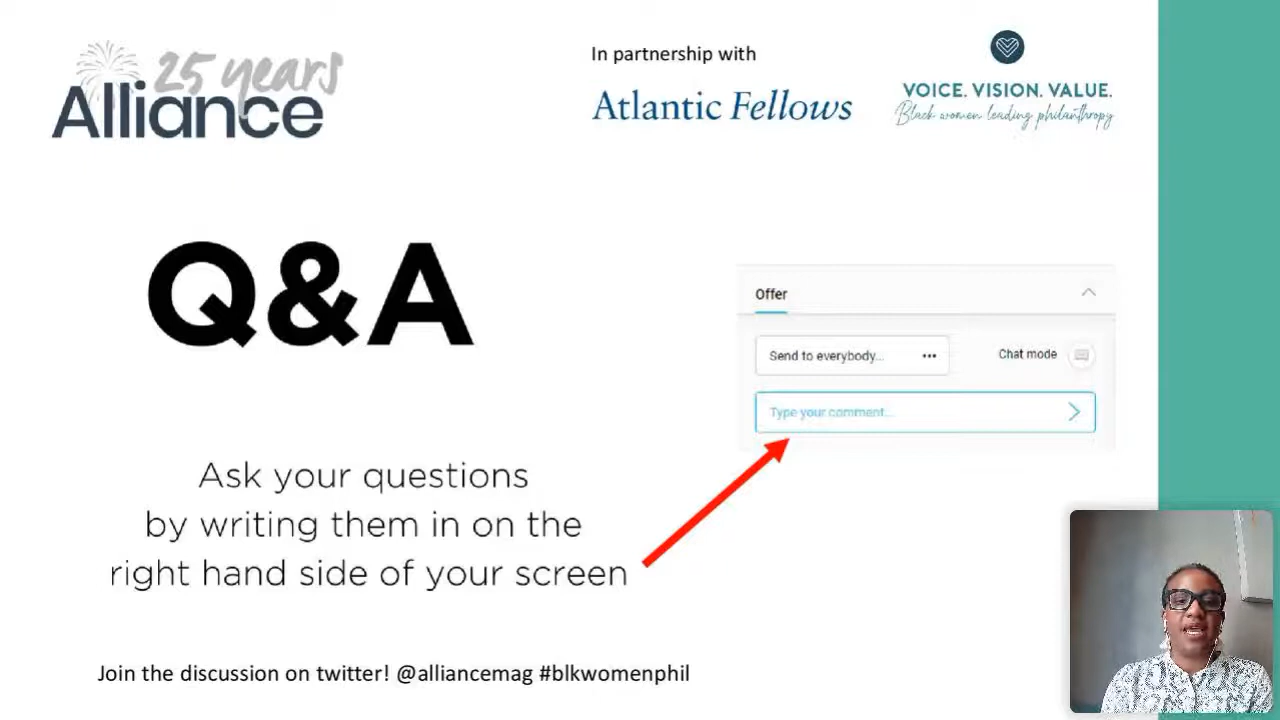 25 years
Alliance
In partnership with
Atlantic Fellows
VOICE. VISION. VALUE.
Black women leading philanthropy
Q&A
Offer
Send to everybody...
Chat mode
Type your comment...
Ask your questions
by writing them in on the
right hand side of your screen
Join the discussion on twitter! @alliancemag #blkwomenphil